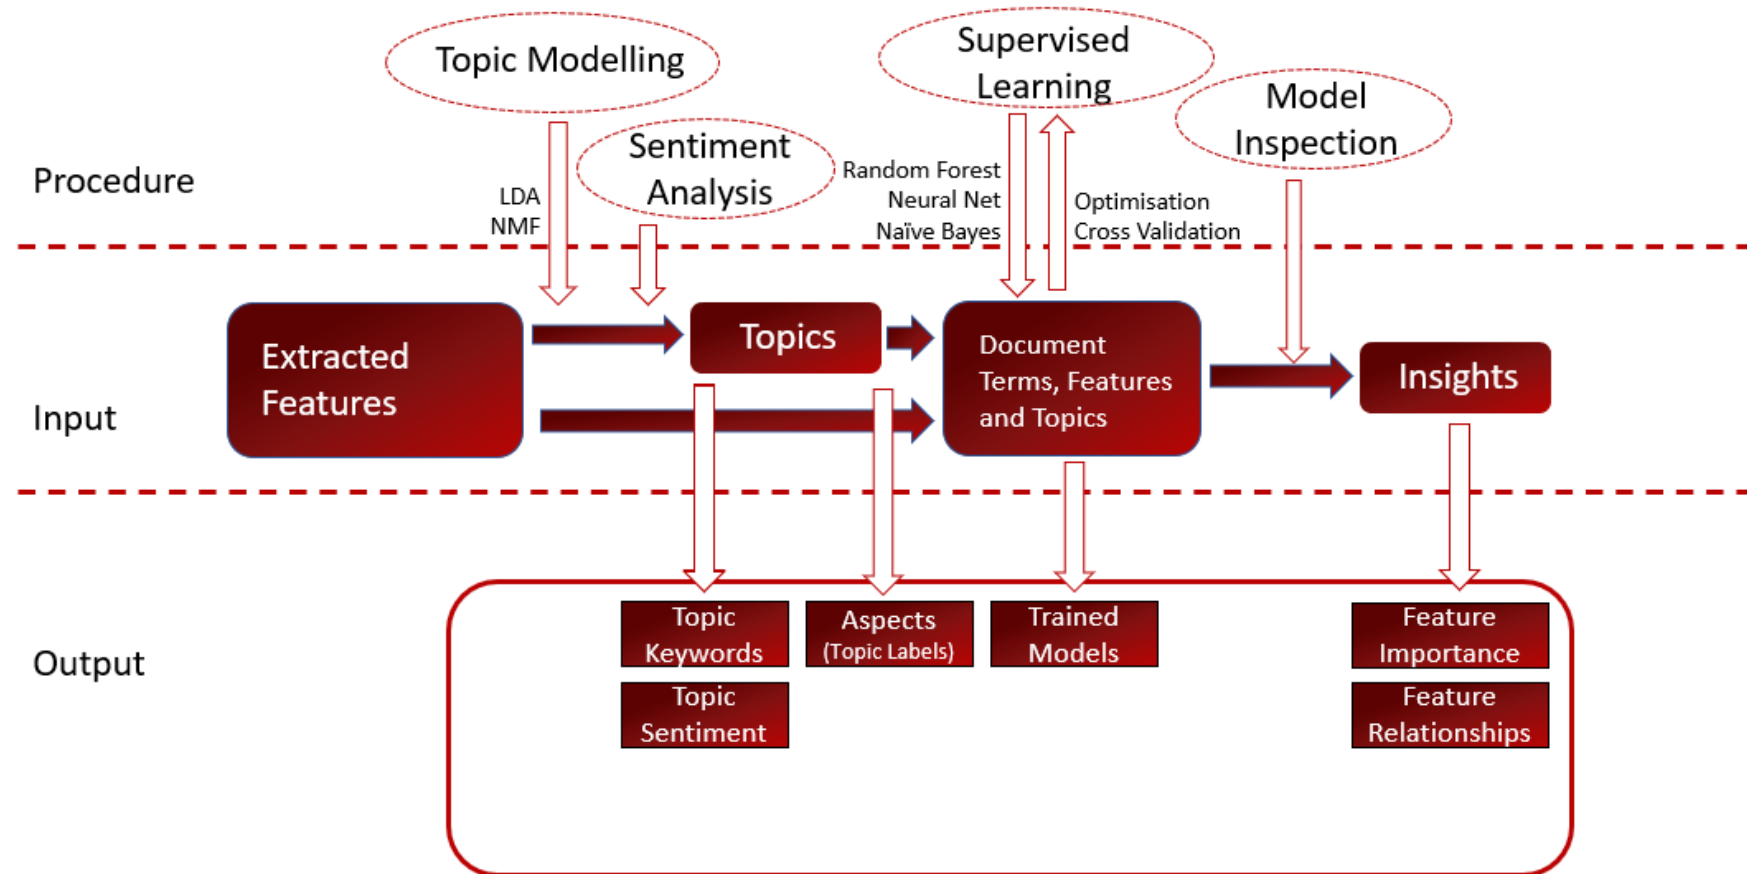 Topic Modelling
Supervised
Learning
Model
Inspection
Sentiment
Analysis
Procedure
LDA
NMF
Random Forest
Neural Net
Naïve Bayes
Optimisation
Cross Validation
Input
Extracted
Features
Topics
Document
Terms, Features
and Topics
Insights
Output
Topic
Keywords
Aspects
(Topic Labels)
Trained
Models
Feature
Importance
Topic
Sentiment
Feature
Relationships